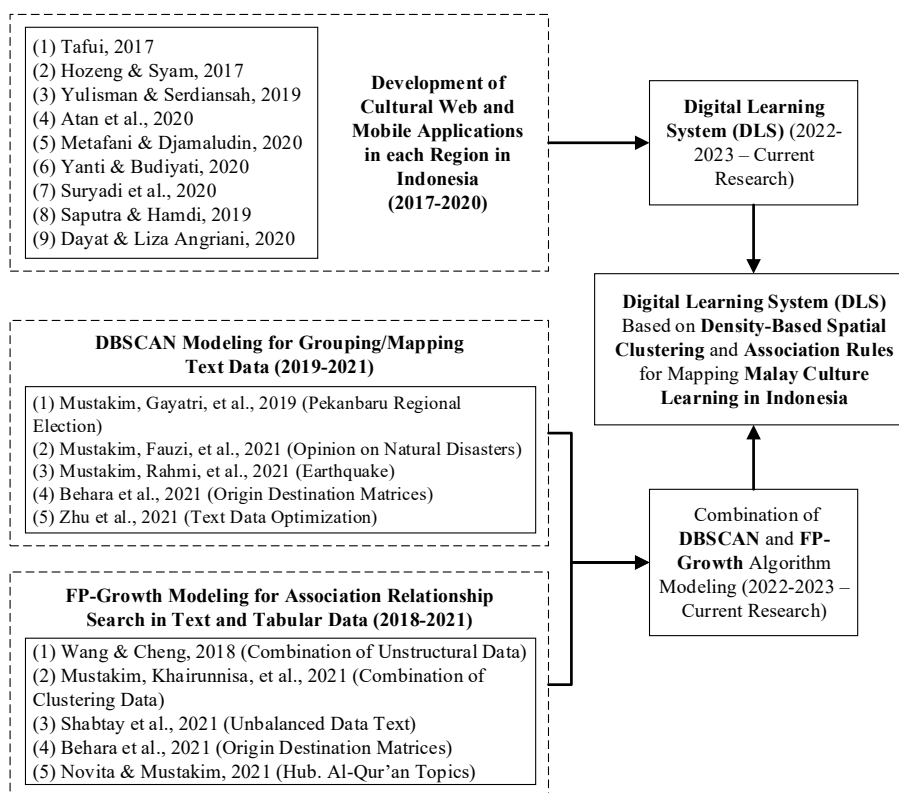 (1) Tafui, 2017
(2) Hozeng & Syam, 2017
(3) Yulisman & Serdiansah, 2019
(4) Atan et al., 2020
(5) Metafani & Djamaludin, 2020
(6) Yanti & Budiyati, 2020
(7) Suryadi et al., 2020
(8) Saputra & Hamdi, 2019
(9) Dayat & Liza Angriani, 2020
Development of
Cultural Web and
Mobile Applications
in each Region in
Indonesia
(2017-2020)
Digital Learning
System (DLS) (2022-
2023 – Current
Research)
Digital Learning System (DLS)
Based on Density-Based Spatial
Clustering and Association Rules
for Mapping Malay Culture
Learning in Indonesia
DBSCAN Modeling for Grouping/Mapping
Text Data (2019-2021)
(1) Mustakim, Gayatri, et al., 2019 (Pekanbaru Regional
Election)
(2) Mustakim, Fauzi, et al., 2021 (Opinion on Natural Disasters)
(3) Mustakim, Rahmi, et al., 2021 (Earthquake)
(4) Behara et al., 2021 (Origin Destination Matrices)
(5) Zhu et al., 2021 (Text Data Optimization)
Combination of
DBSCAN and FP-
Growth Algorithm
Modeling (2022-2023 –
Current Research)
FP-Growth Modeling for Association Relationship
Search in Text and Tabular Data (2018-2021)
(1) Wang & Cheng, 2018 (Combination of Unstructural Data)
(2) Mustakim, Khairunnisa, et al., 2021 (Combination of
Clustering Data)
(3) Shabtay et al., 2021 (Unbalanced Data Text)
(4) Behara et al., 2021 (Origin Destination Matrices)
(5) Novita & Mustakim, 2021 (Hub. Al-Qur’an Topics)